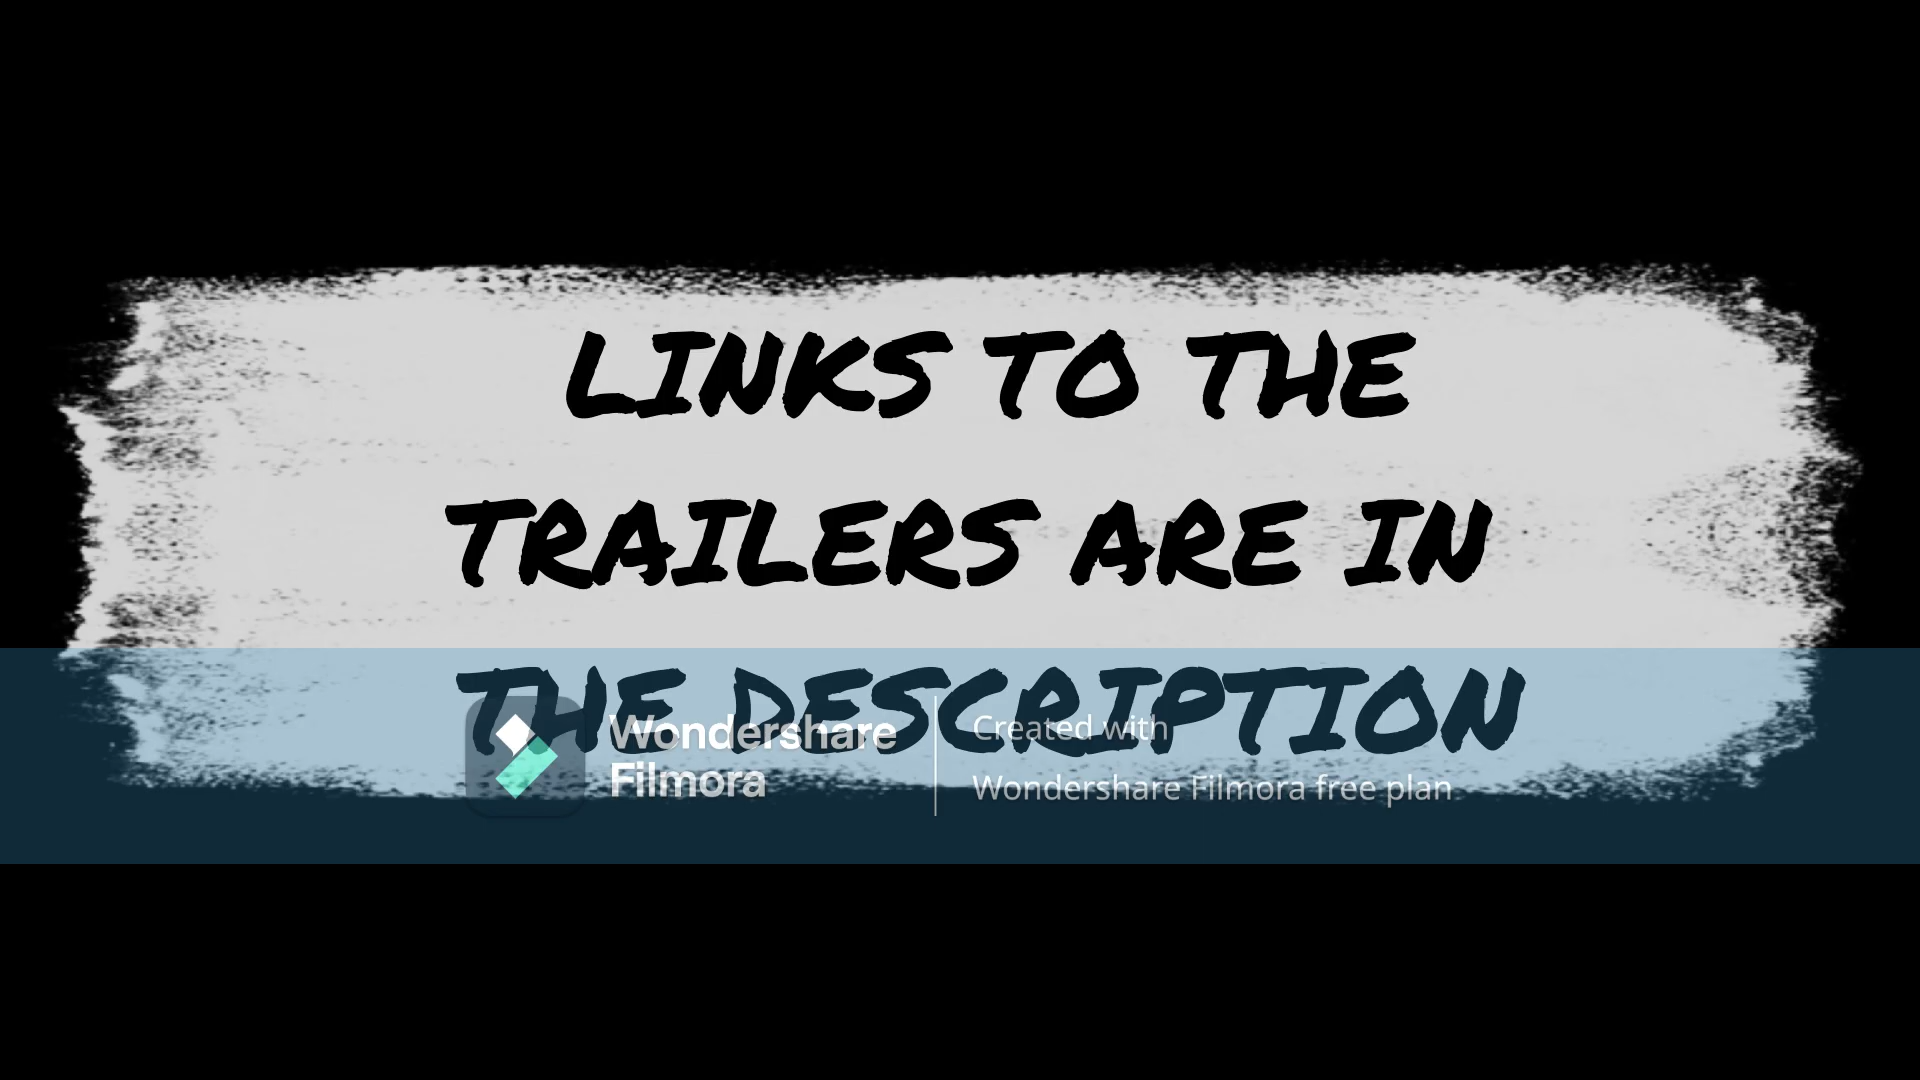 LINKS TO THE
TRAILERS ARE IN
THE DESCRIPTION
Wondershare
Filmora
Created with
Wondershare Filmora free plan